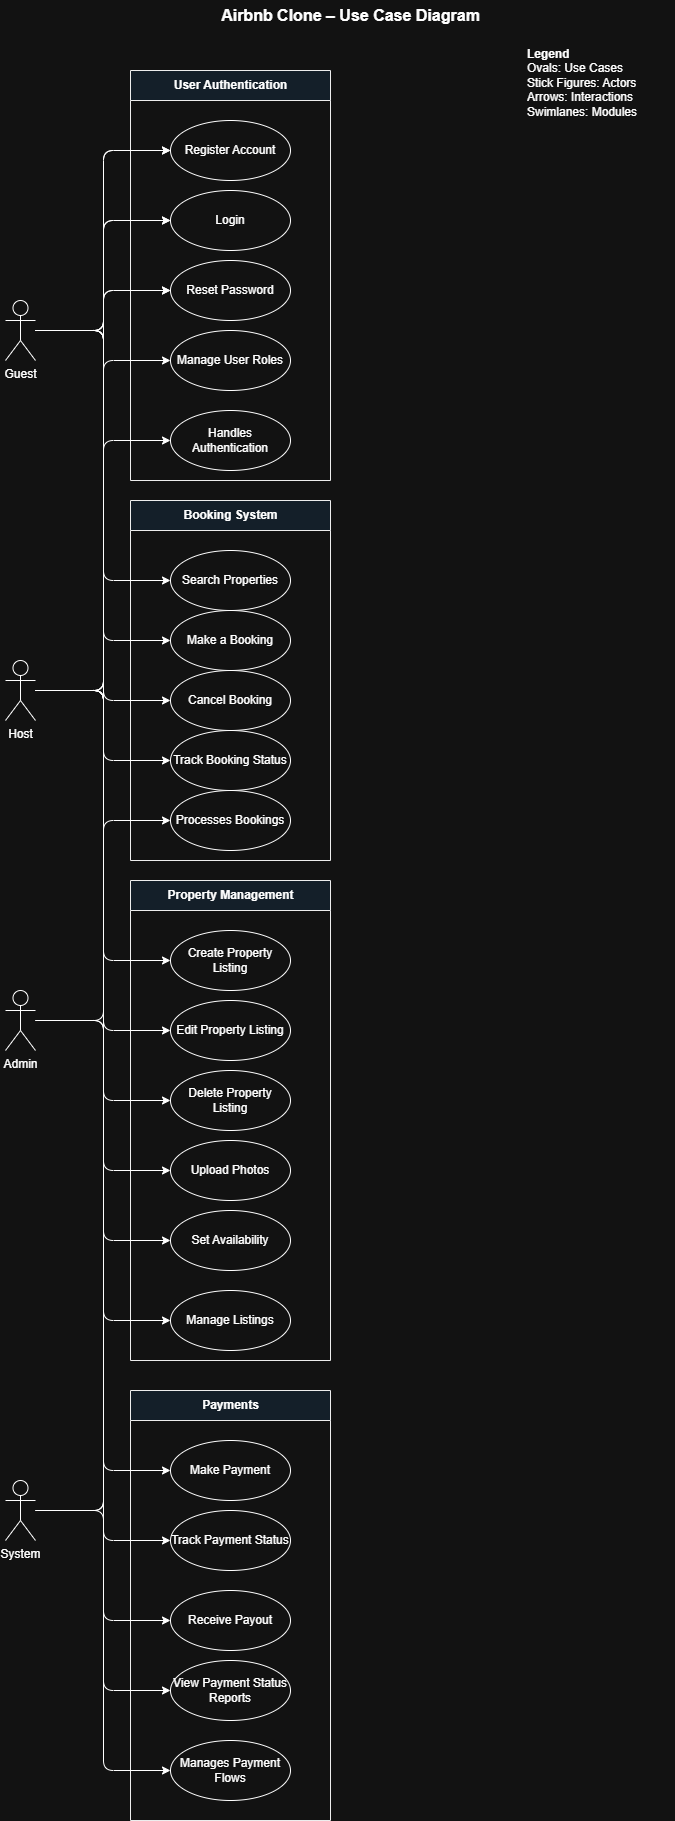 Airbnb Clone – Use Case Diagram
Legend
Ovals: Use Cases
Stick Figures: Actors
Arrows: Interactions
Swimlanes: Modules
User Authentication
Register Account
Login
Reset Password
Guest
Manage User Roles
Handles
Authentication
Booking System
Search Properties
Make a Booking
Host
Cancel Booking
Track Booking Status
Processes Bookings
Property Management
Create Property
Listing
Admin
Edit Property Listing
Delete Property
Listing
Upload Photos
Set Availability
Manage Listings
Payments
Make Payment
System
Track Payment Status
Receive Payout
View Payment Status
Reports
Manages Payment
Flows